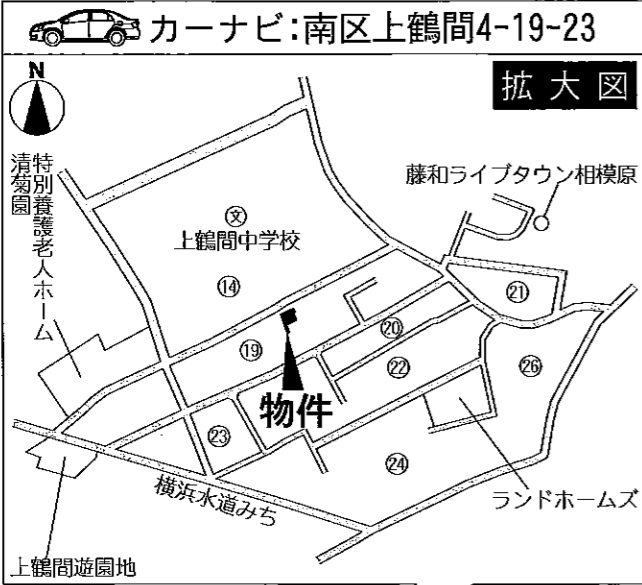 カーナビ:南区上鶴間4-19-23
拡大図
N
特別養護老人ホーム
清菊園
藤和ライブタウン相模原
文
上鶴間中学校
14
21
20
19
22
26
物件
23
24
ランドホームズ
横浜水道みち
上鶴間遊園地